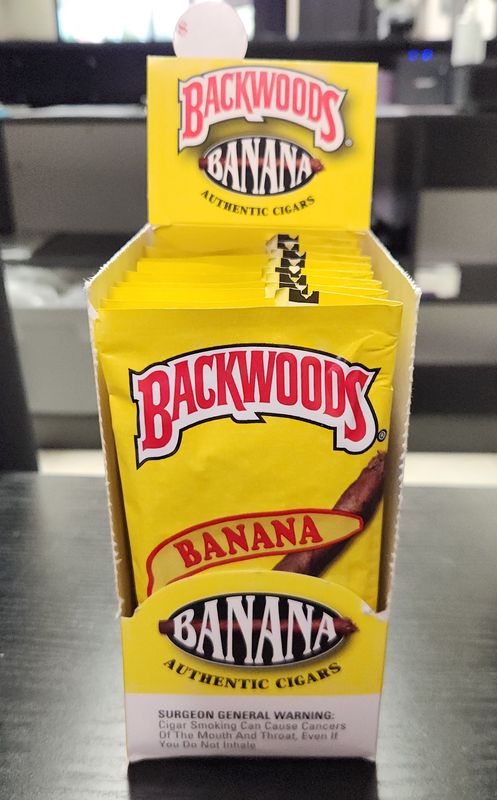 $
BACKWOODS®
BANANA
AUTHENTIC CIGARS
BACKWOODS®
BANANA
BANANA
AUTHENTIC CIGARS
SURGEON GENERAL WARNING:
Cigar Smoking Can Cause Cancers
Of The Mouth And Throat, Even If
You Do Not Inhale